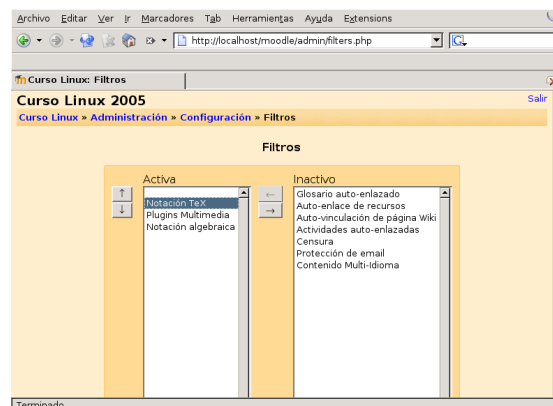 Archivo Editar Ver Ir Marcadores Tab Herramientas Ayuda Extensions
http://localhost/moodle/admin/filters.php
Curso Linux: Filtros
Curso Linux 2005
Salir
Curso Linux » Administración » Configuración » Filtros
Filtros
Activa
Inactivo
↑
↓
←
→
Notación TeX
Plugins Multimedia
Notación algebraica
Glosario auto-enlazado
Auto-enlace de recursos
Auto-vinculación de página Wiki
Actividades auto-enlazadas
Censura
Protección de email
Contenido Multi-Idioma
Terminado